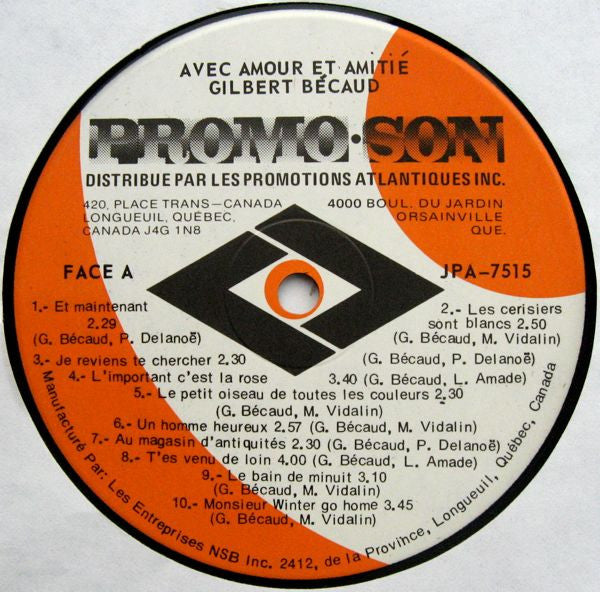 AVEC AMOUR ET AMITIÉ
GILBERT BÉCAUD
PROMO·SON
DISTRIBUE PAR LES PROMOTIONS ATLANTIQUES INC.
420, PLACE TRANS—CANADA
LONGUEUIL, QUÉBEC,
CANADA J4G 1N8
4000 BOUL. DU JARDIN
ORSAINVILLE
QUE.
FACE A
JPA—7515
1.- Et maintenant
2.29
(G. Bécaud, P. Delanoë)
2.- Les cerisiers
sont blancs 2.50
(G. Bécaud, M. Vidalin)
3.- Je reviens te chercher 2.30 (G. Bécaud, P. Delanoë)
4.- L'important c'est la rose 3.40 (G. Bécaud, L. Amade)
5.- Le petit oiseau de toutes les couleurs 2.30
(G. Bécaud, M. Vidalin)
6.- Un homme heureux 2.57 (G. Bécaud, M. Vidalin)
7.- Au magasin d'antiquités 2.30 (G. Bécaud, P. Delanoë)
8.- T'es venu de loin 4.00 (G. Bécaud, L. Amade)
9.- Le bain de minuit 3.10
(G. Bécaud, M. Vidalin)
10.- Monsieur Winter go home 3.45
(G. Bécaud, M. Vidalin)
Manufacturé Par: Les Entreprises NSB Inc. 2412, de la Province, Longueuil, Québec, Canada